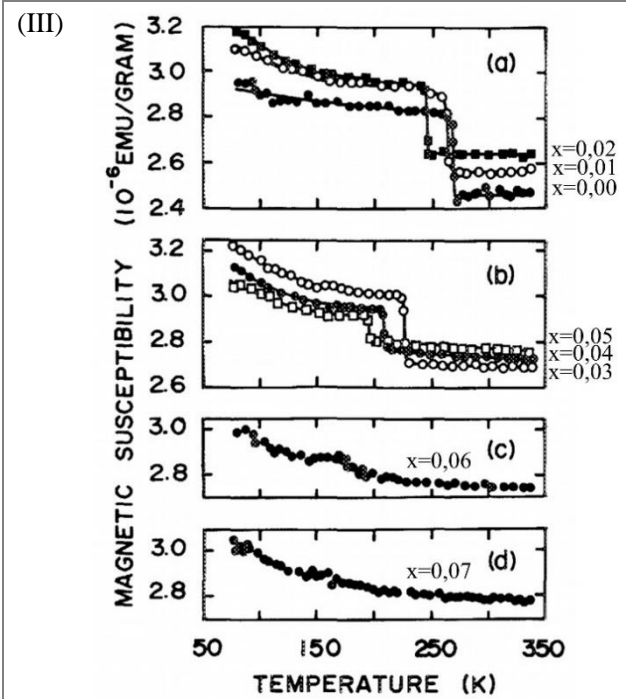 (III)
MAGNETIC SUSCEPTIBILITY (10⁻⁶EMU/GRAM)
3.2
3.0
2.8
2.6
2.4
(a)
x=0,02
x=0,01
x=0,00
3.2
3.0
2.8
2.6
(b)
x=0,05
x=0,04
x=0,03
3.0
2.8
x=0,06
(c)
3.0
2.8
x=0,07
(d)
50
150
250
350
TEMPERATURE (K)